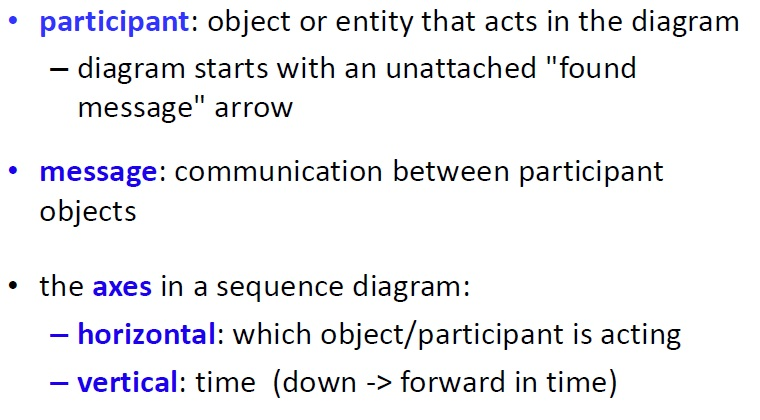 • participant: object or entity that acts in the diagram
– diagram starts with an unattached "found
message" arrow
• message: communication between participant
objects
• the axes in a sequence diagram:
– horizontal: which object/participant is acting
– vertical: time  (down -> forward in time)